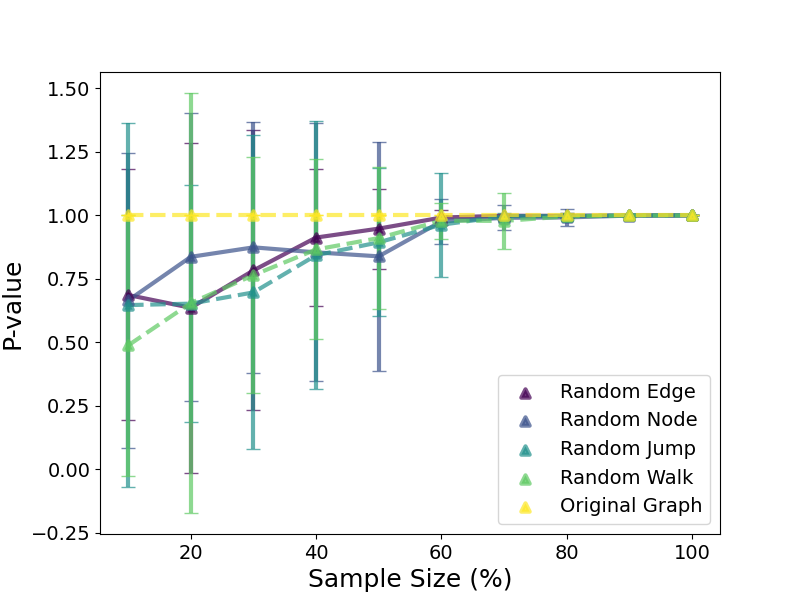 1.50
1.25
1.00
0.75
0.50
0.25
0.00
−0.25
P-value
20 40 60 80 100
Sample Size (%)
Random Edge
Random Node
Random Jump
Random Walk
Original Graph